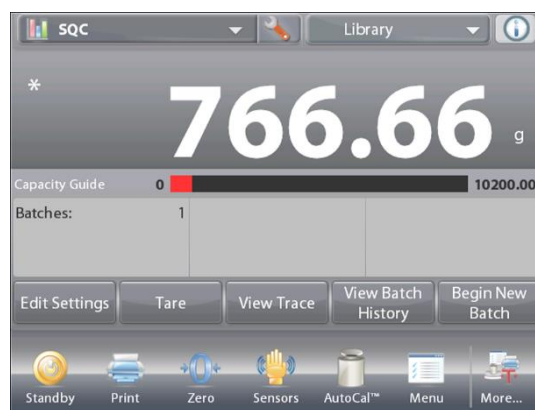 SQC
Library
*
766.66 g
Capacity Guide 0 10200.00
Batches: 1
Edit Settings
Tare
View Trace
View Batch
History
Begin New
Batch
Standby
Print
Zero
Sensors
AutoCal™
Menu
More...